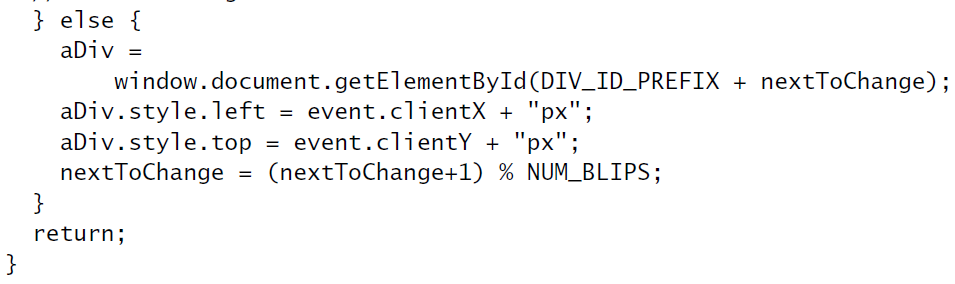 } else {
aDiv =
window.document.getElementById(DIV_ID_PREFIX + nextToChange);
aDiv.style.left = event.clientX + "px";
aDiv.style.top = event.clientY + "px";
nextToChange = (nextToChange+1) % NUM_BLIPS;
}
return;
}